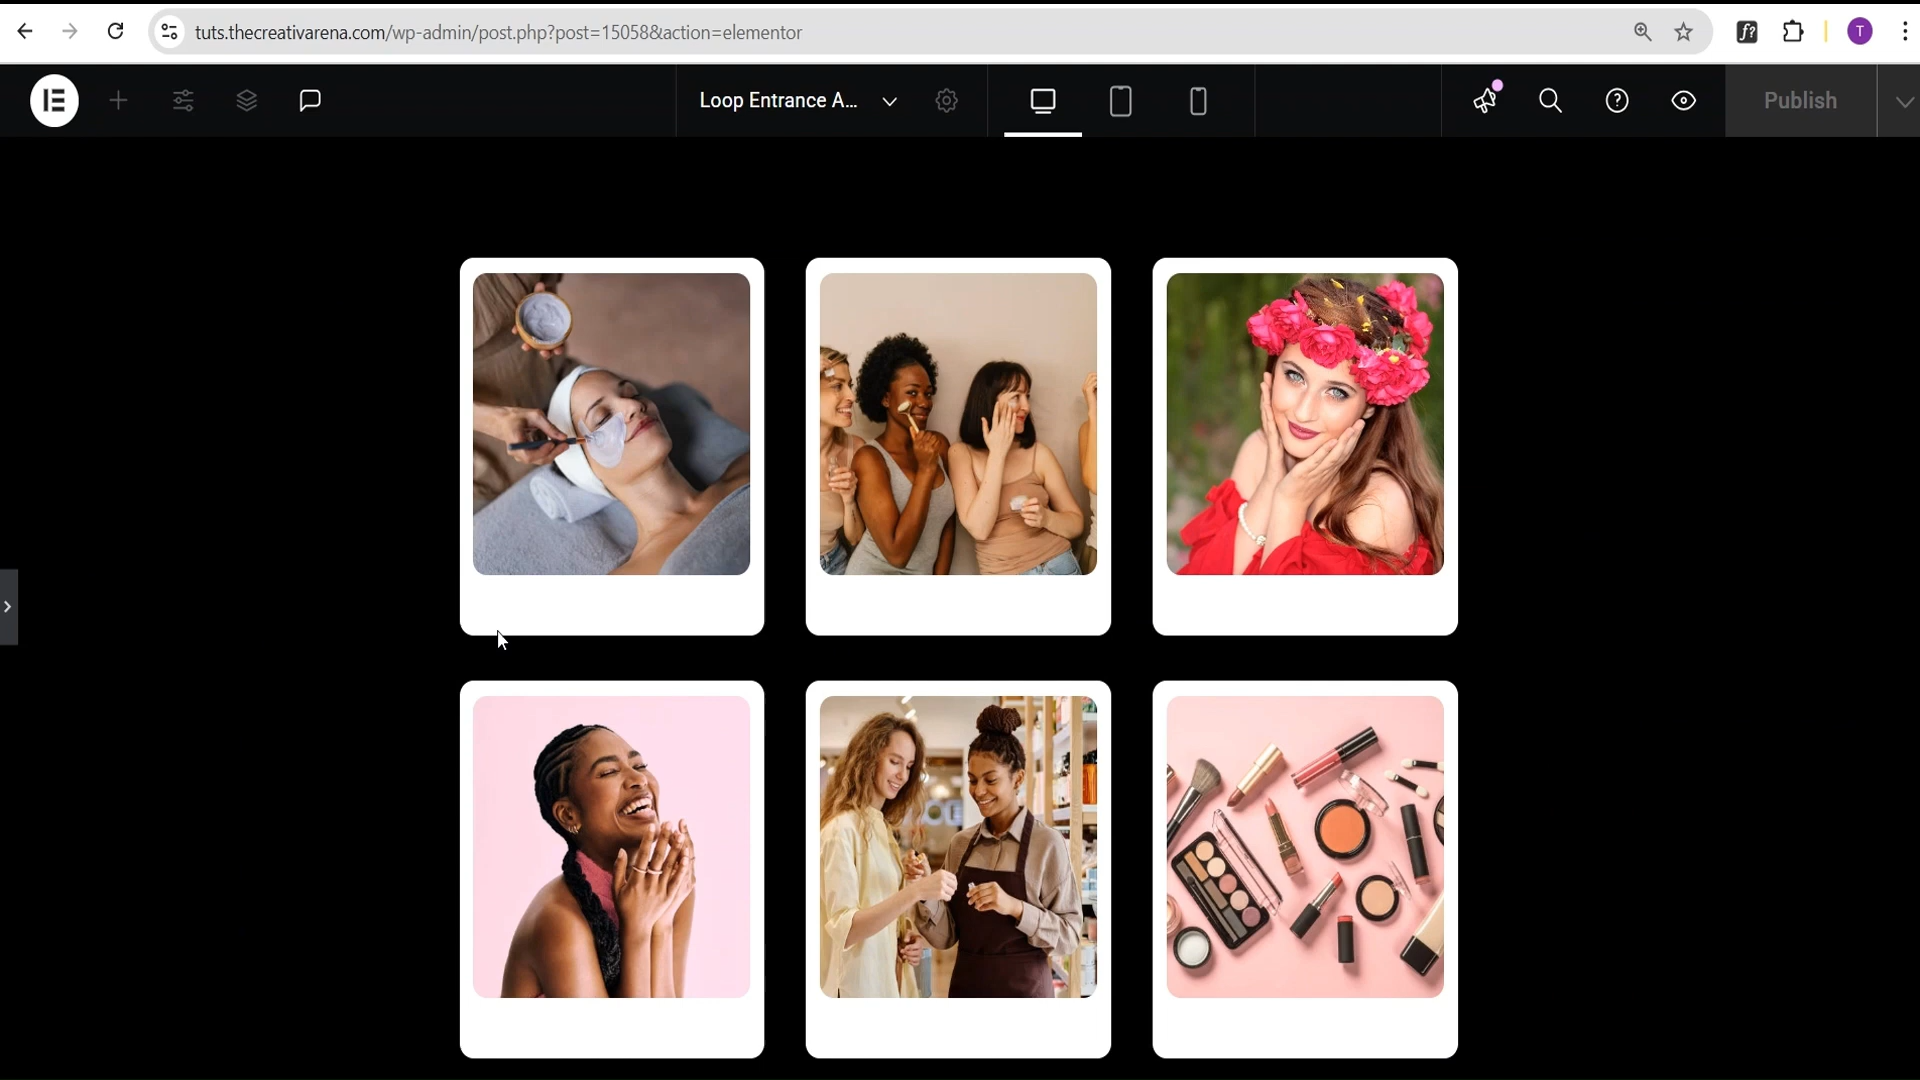 tuts.thecreativarena.com/wp-admin/post.php?post=15058&action=elementor
f?
T
Loop Entrance A...
Publish